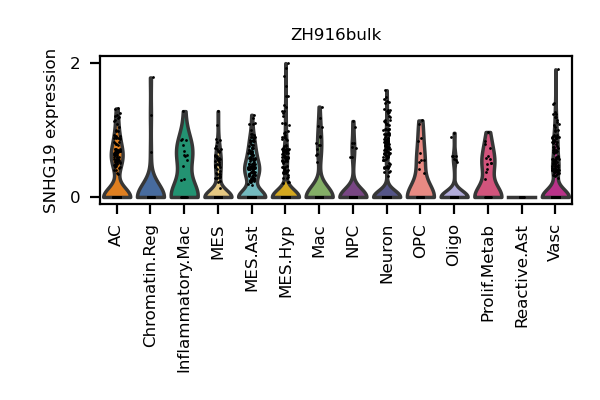 ZH916bulk
SNHG19 expression
2
0
AC
Chromatin.Reg
Inflammatory.Mac
MES
MES.Ast
MES.Hyp
Mac
NPC
Neuron
OPC
Oligo
Prolif.Metab
Reactive.Ast
Vasc